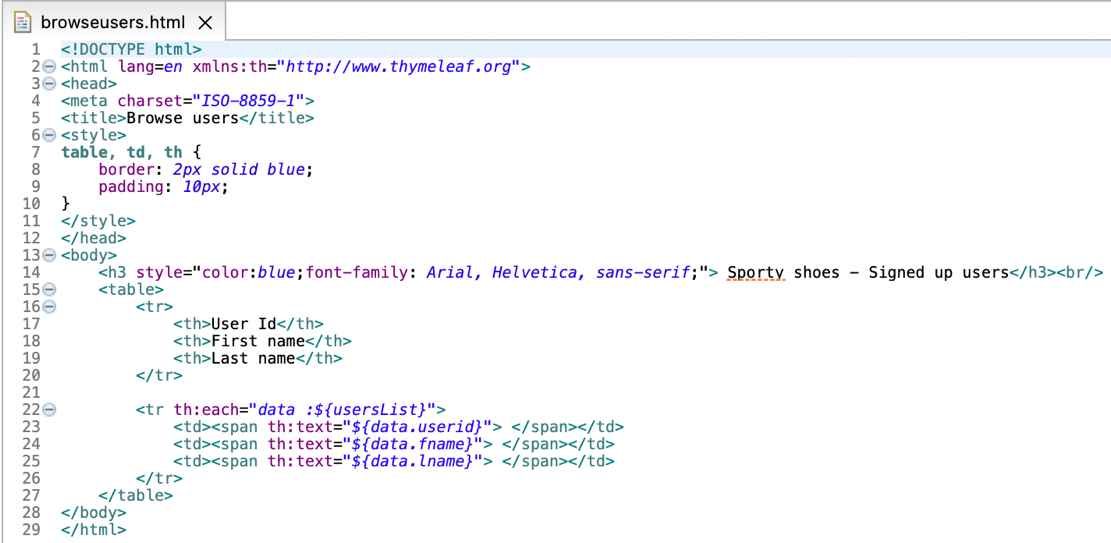 browseusers.html
1 <!DOCTYPE html>
2 <html lang=en xmlns:th="http://www.thymeleaf.org">
3 <head>
4 <meta charset="ISO-8859-1">
5 <title>Browse users</title>
6 <style>
7 table, td, th {
8     border: 2px solid blue;
9     padding: 10px;
10 }
11 </style>
12 </head>
13 <body>
14     <h3 style="color:blue;font-family: Arial, Helvetica, sans-serif;"> Sporty shoes - Signed up users</h3><br/>
15     <table>
16         <tr>
17             <th>User Id</th>
18             <th>First name</th>
19             <th>Last name</th>
20         </tr>
21
22         <tr th:each="data :${usersList}">
23             <td><span th:text="${data.userid}"> </span></td>
24             <td><span th:text="${data.fname}"> </span></td>
25             <td><span th:text="${data.lname}"> </span></td>
26         </tr>
27     </table>
28 </body>
29 </html>